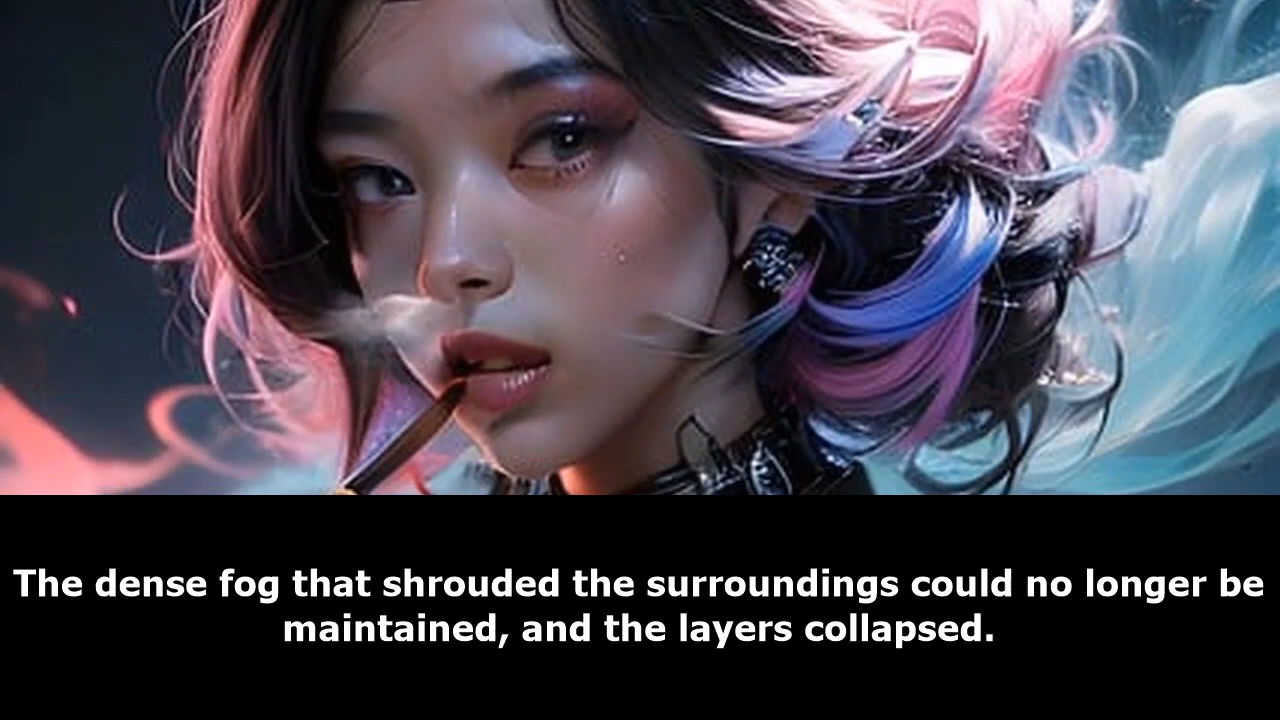 The dense fog that shrouded the surroundings could no longer be
maintained, and the layers collapsed.